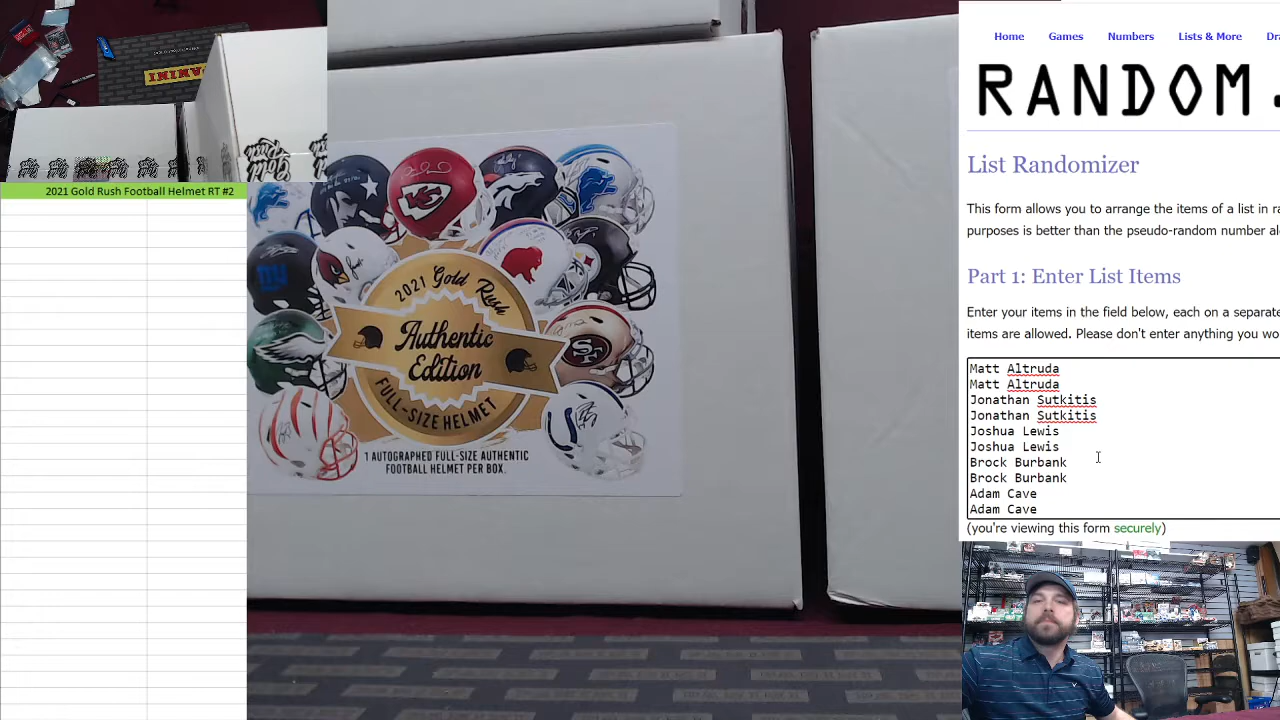 PANINI
Gold
Rush
2021 Gold Rush Football Helmet RT #2
2021 Gold Rush
Authentic
Edition
FULL-SIZE HELMET
1 AUTOGRAPHED FULL-SIZE AUTHENTIC
FOOTBALL HELMET PER BOX.
Home Games Numbers Lists & More Dr
RANDOM.
List Randomizer
This form allows you to arrange the items of a list in ra
purposes is better than the pseudo-random number al
Part 1: Enter List Items
Enter your items in the field below, each on a separate
items are allowed. Please don't enter anything you wo
Matt Altruda
Matt Altruda
Jonathan Sutkitis
Jonathan Sutkitis
Joshua Lewis
Joshua Lewis
Brock Burbank
Brock Burbank
Adam Cave
Adam Cave
(you're viewing this form securely)